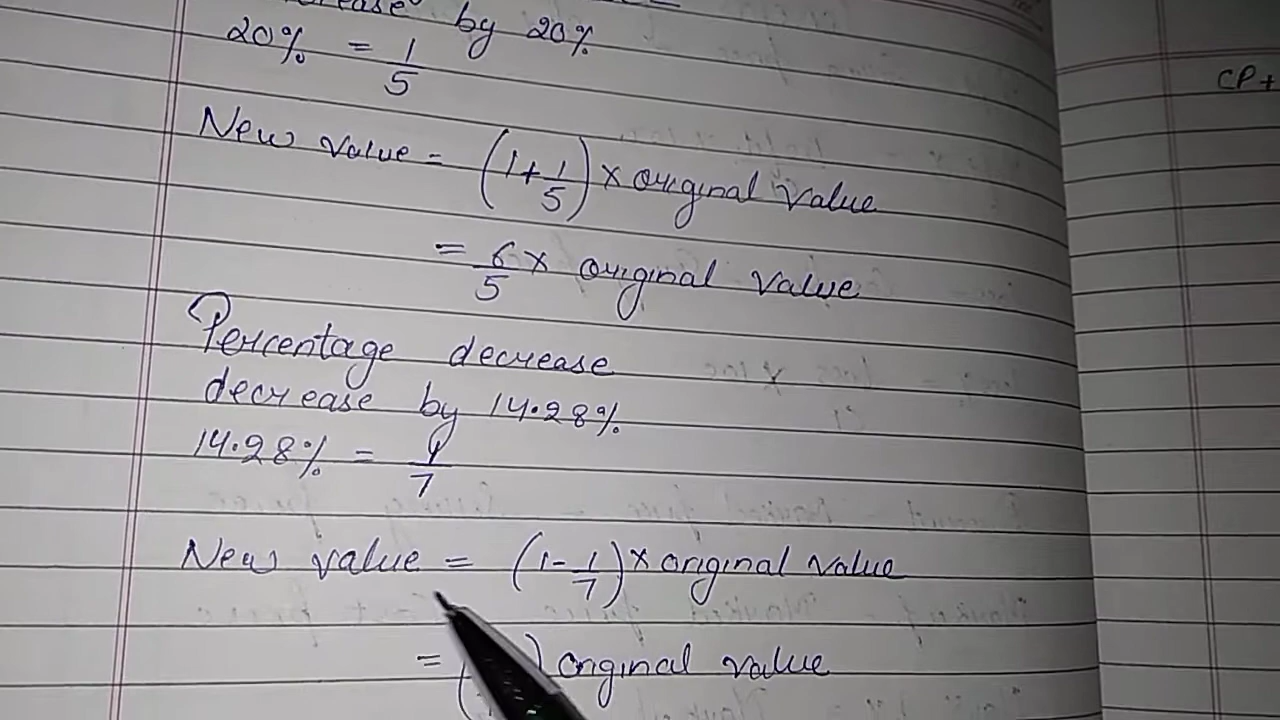 by 20%
20% = 1/5
CP +
New value = (1+1/5) × original value
= 6/5 × original value
Percentage decrease
decrease by 14.28%
14.28% = 1/7
New value = (1-1/7) × original value
= ( ) original value